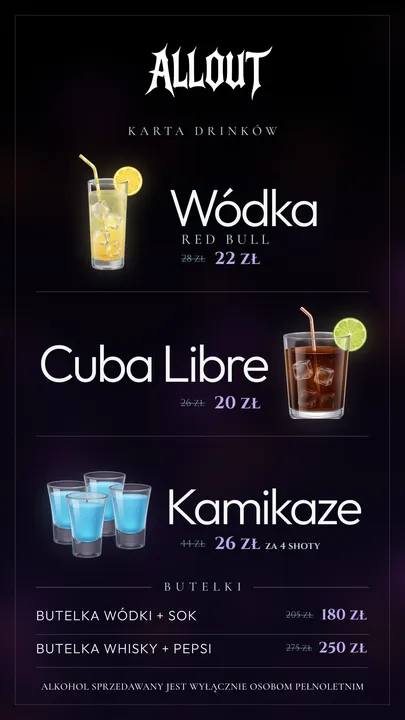 ALLOUT
KARTA DRINKÓW
Wódka
RED BULL
28 ZŁ 22 ZŁ
Cuba Libre
26 ZŁ 20 ZŁ
Kamikaze
44 ZŁ 26 ZŁ ZA 4 SHOTY
BUTELKI
BUTELKA WÓDKI + SOK 205 ZŁ 180 ZŁ
BUTELKA WHISKY + PEPSI 275 ZŁ 250 ZŁ
ALKOHOL SPRZEDAWANY JEST WYŁĄCZNIE OSOBOM PEŁNOLETNIM